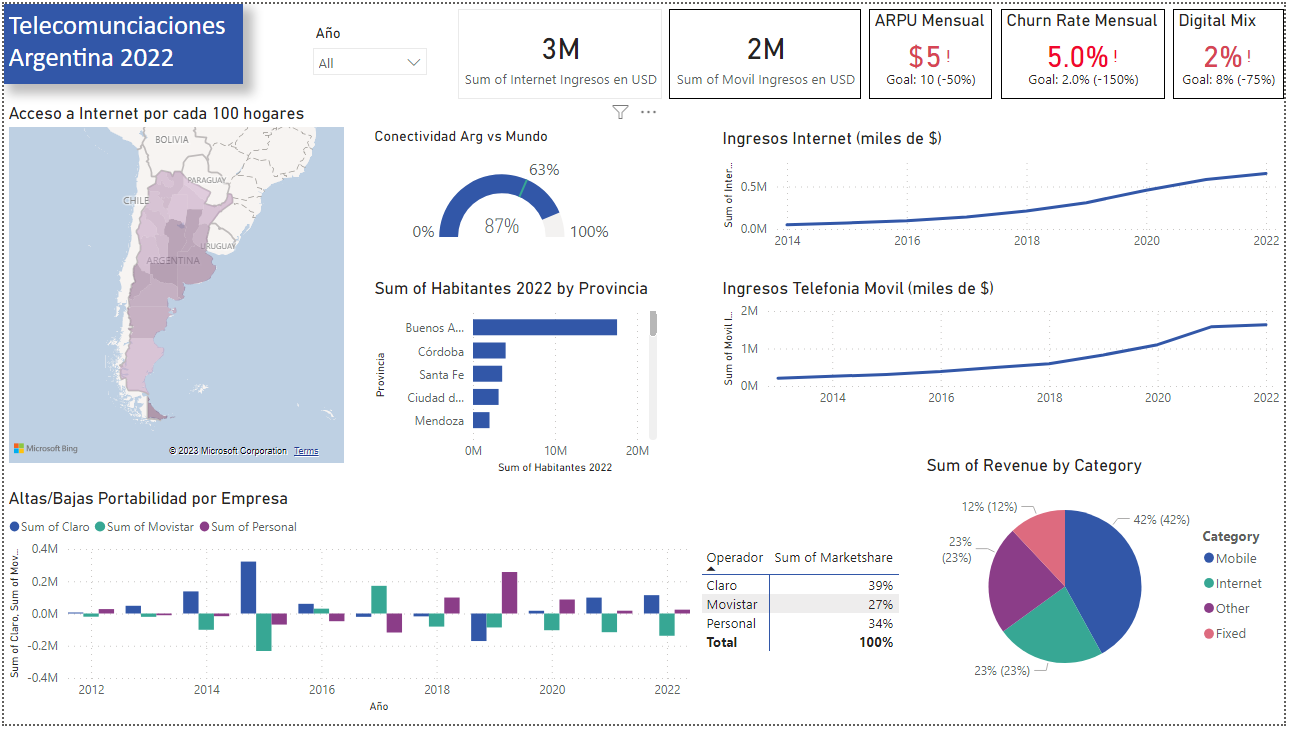 Telecomunciaciones
Argentina 2022
Año
All
3M
Sum of Internet Ingresos en USD
2M
Sum of Movil Ingresos en USD
ARPU Mensual
$5 !
Goal: 10 (-50%)
Churn Rate Mensual
5.0% !
Goal: 2.0% (-150%)
Digital Mix
2% !
Goal: 8% (-75%)
Acceso a Internet por cada 100 hogares
BOLIVIA
PARAGUAY
CHILE
URUGUAY
ARGENTINA
Microsoft Bing
© 2023 Microsoft Corporation Terms
Conectividad Arg vs Mundo
63%
0%
87%
100%
Sum of Habitantes 2022 by Provincia
Provincia
Buenos A...
Córdoba
Santa Fe
Ciudad d...
Mendoza
0M 10M 20M
Sum of Habitantes 2022
Ingresos Internet (miles de $)
Sum of Inter...
0.5M
0.0M
2014 2016 2018 2020 2022
Ingresos Telefonia Movil (miles de $)
Sum of Movil I...
2M
1M
0M
2014 2016 2018 2020 2022
Altas/Bajas Portabilidad por Empresa
Sum of Claro Sum of Movistar Sum of Personal
Sum of Claro, Sum of Mov...
0.4M
0.2M
0.0M
-0.2M
-0.4M
2012 2014 2016 2018 2020 2022
Año
Operador Sum of Marketshare
Claro 39%
Movistar 27%
Personal 34%
Total 100%
Sum of Revenue by Category
12% (12%)
42% (42%)
23%
(23%)
23% (23%)
Category
Mobile
Internet
Other
Fixed